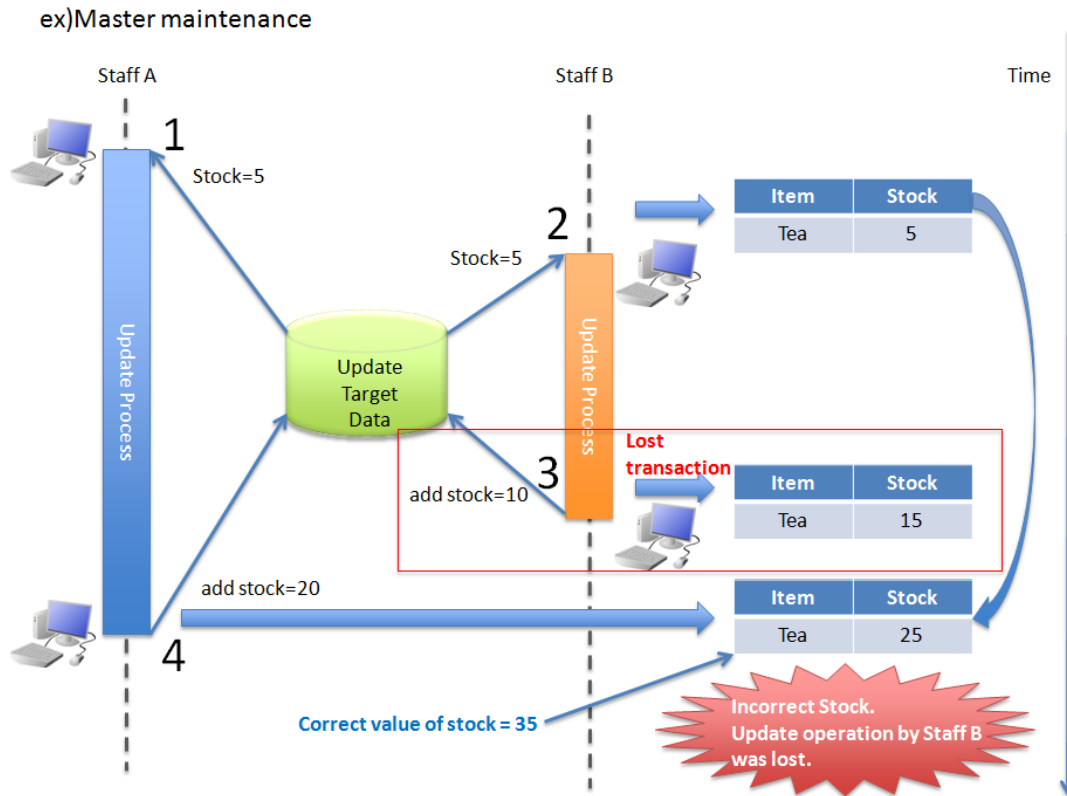 ex)Master maintenance
Staff A
Staff B
Time
1
Stock=5
2
Stock=5
Item Stock
Tea 5
Update Process
Update
Target
Data
Update Process
Lost
transaction
3
add stock=10
Item Stock
Tea 15
add stock=20
4
Item Stock
Tea 25
Correct value of stock = 35
Incorrect Stock.
Update operation by Staff B
was lost.